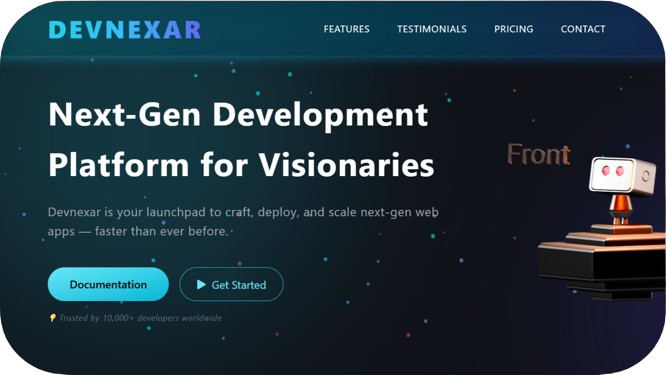 DEVNEXAR
FEATURES TESTIMONIALS PRICING CONTACT
Next-Gen Development
Platform for Visionaries
Front
Devnexar is your launchpad to craft, deploy, and scale next-gen web
apps — faster than ever before.
Documentation
▶ Get Started
Trusted by 10,000+ developers worldwide